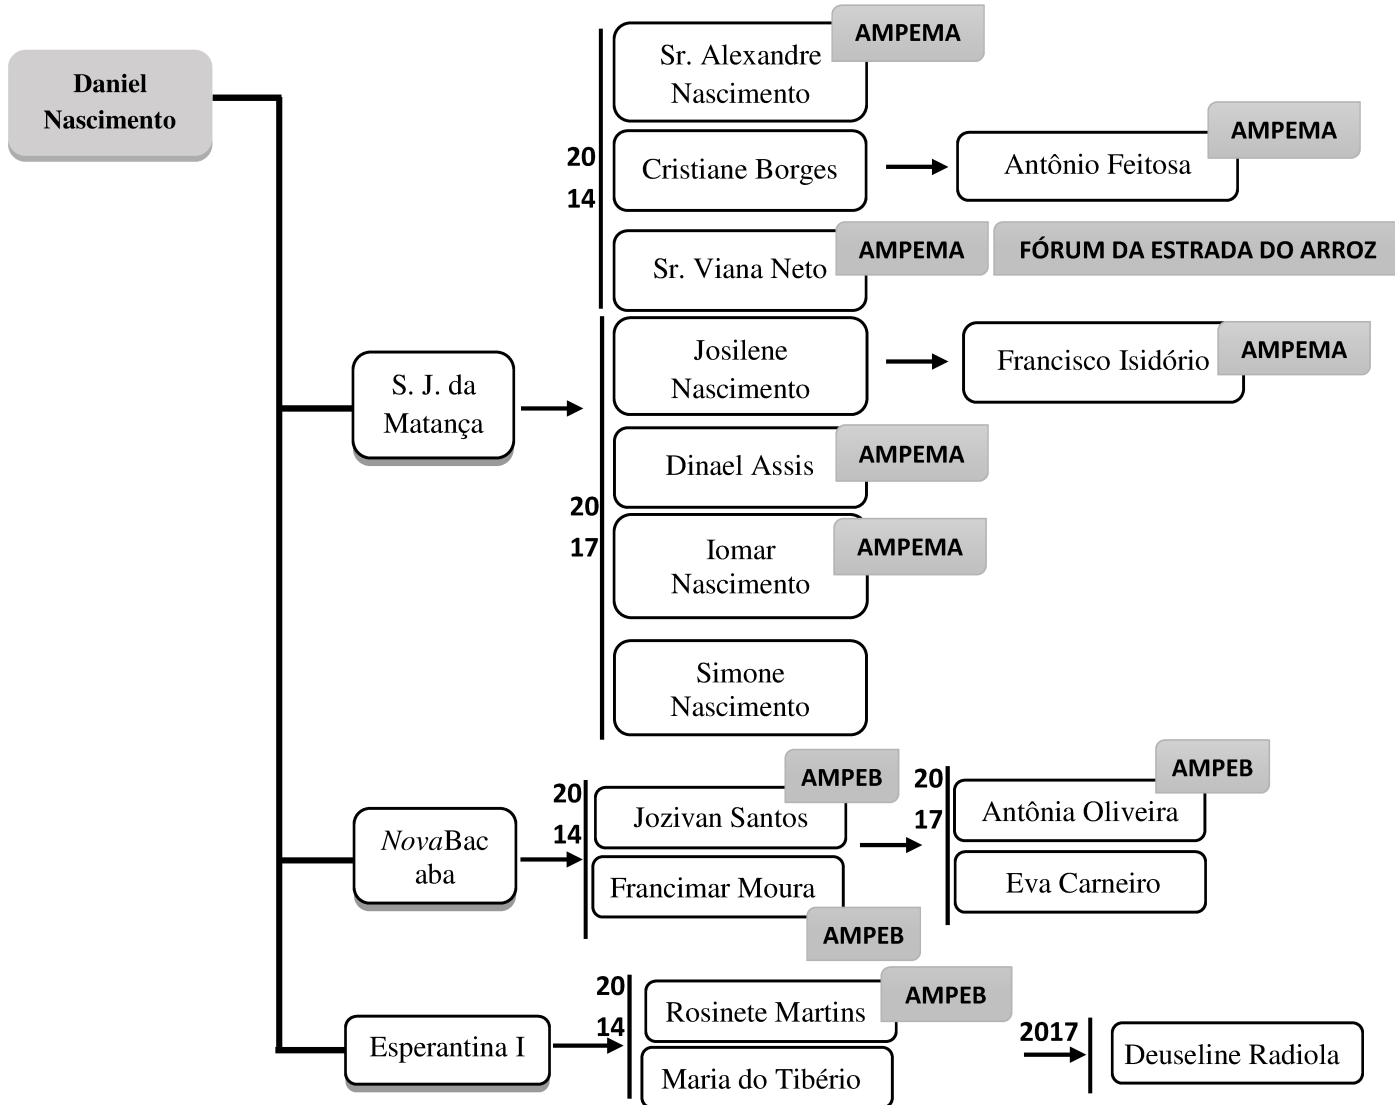 Daniel
Nascimento
AMPEMA
Sr. Alexandre
Nascimento
20
14
Cristiane Borges
AMPEMA
Antônio Feitosa
Sr. Viana Neto
AMPEMA
FÓRUM DA ESTRADA DO ARROZ
S. J. da
Matança
20
17
Josilene
Nascimento
Francisco Isidório
AMPEMA
Dinael Assis
AMPEMA
Iomar
Nascimento
AMPEMA
Simone
Nascimento
NovaBac
aba
20
14
AMPEB
Jozivan Santos
Francimar Moura
AMPEB
20
17
AMPEB
Antônia Oliveira
Eva Carneiro
Esperantina I
20
14
Rosinete Martins
AMPEB
Maria do Tibério
2017
Deuseline Radiola